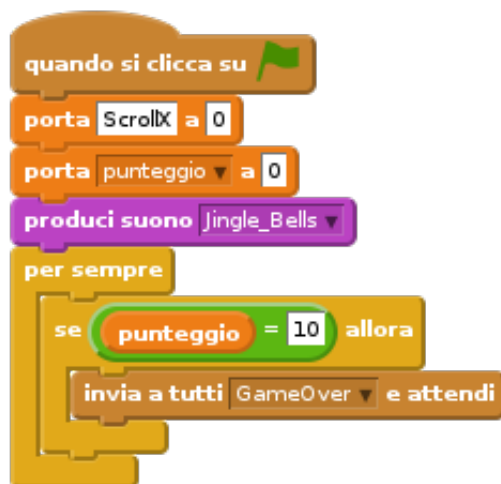 quando si clicca su
porta ScrollX a 0
porta punteggio a 0
produci suono Jingle_Bells
per sempre
se punteggio = 10 allora
invia a tutti GameOver e attendi